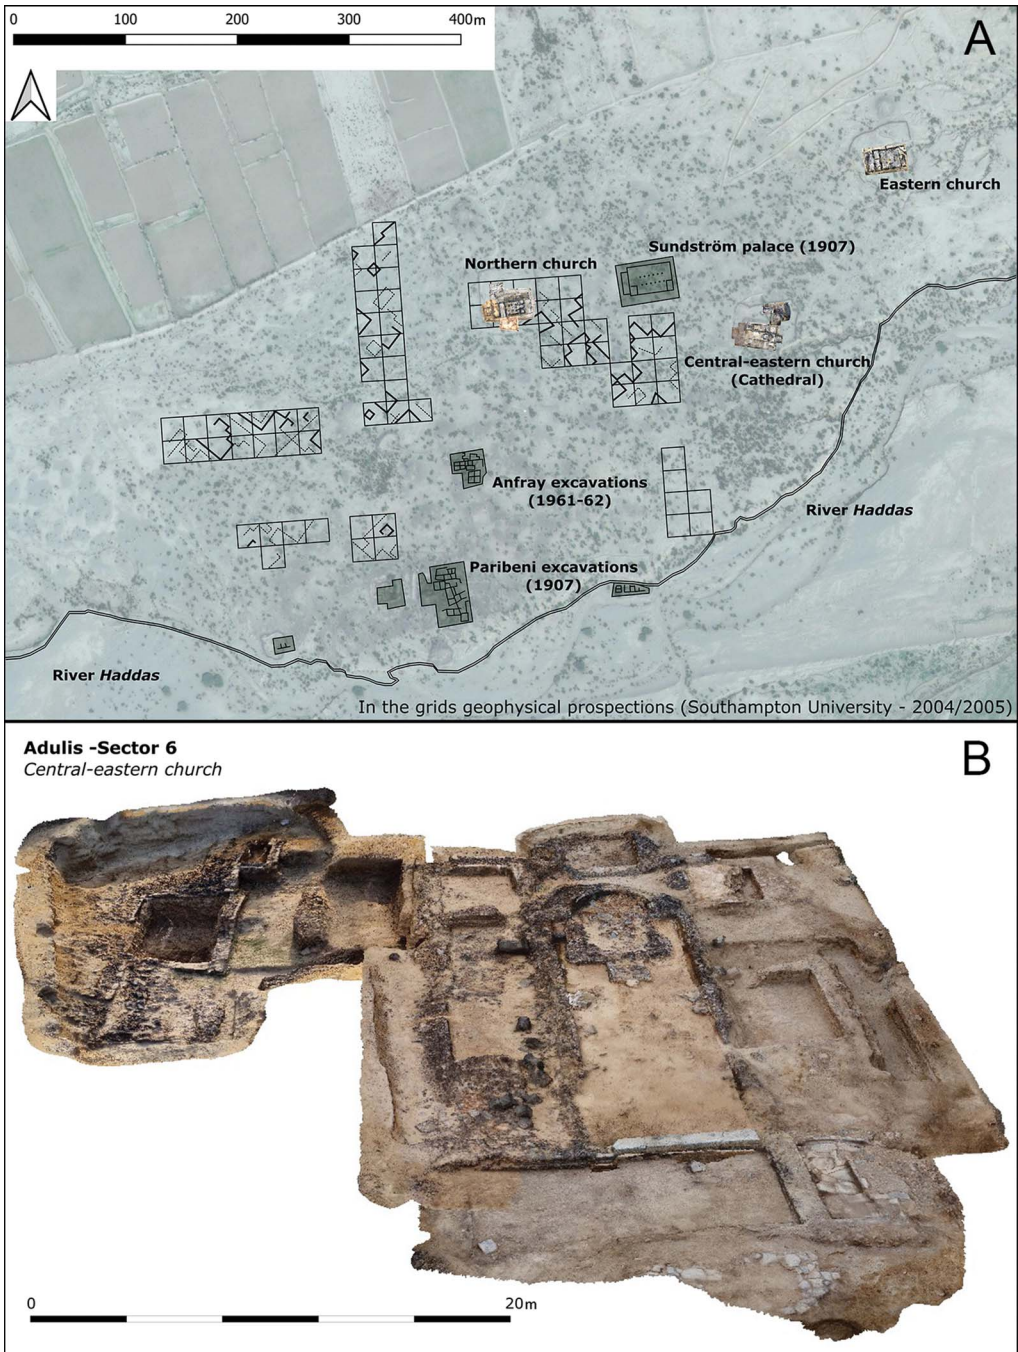 0 100 200 300 400m
A
Eastern church
Sundström palace (1907)
Northern church
Central-eastern church
(Cathedral)
Anfray excavations
(1961-62)
River Haddas
Paribeni excavations
(1907)
River Haddas
In the grids geophysical prospections (Southampton University - 2004/2005)
Adulis -Sector 6
Central-eastern church
B
0 20m